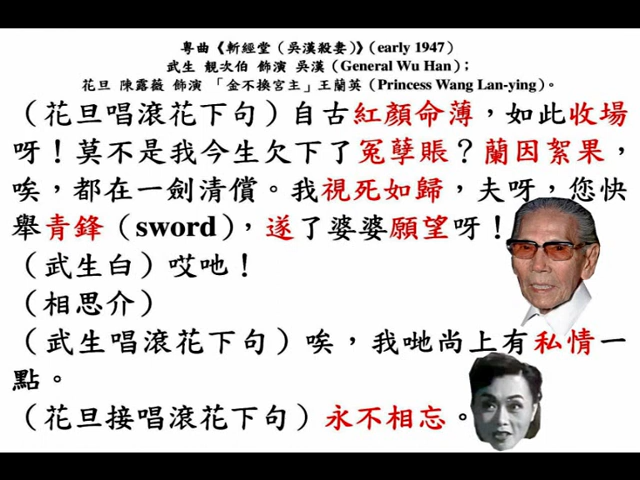 粵曲《斬經堂（吳漢殺妻）》（early 1947）
武生 靚次伯 飾演 吳漢（General Wu Han）；
花旦 陳露薇 飾演 「金不換宮主」王蘭英（Princess Wang Lan-ying）。
（花旦唱滾花下句）自古紅顏命薄，如此收場
呀！莫不是我今生欠下了冤孽賬？蘭因絮果，
唉，都在一劍清償。我視死如歸，夫呀，您快
舉青鋒（sword），遂了婆婆願望呀！
（武生白）哎吔！
（相思介）
（武生唱滾花下句）唉，我哋尚上有私情一
點。
（花旦接唱滾花下句）永不相忘。